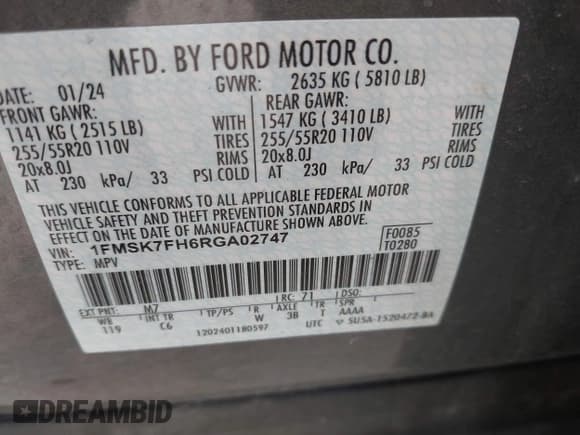 MFD. BY FORD MOTOR CO.
DATE: 01/24 GVWR: 2635 KG ( 5810 LB)
FRONT GAWR: REAR GAWR:
1141 KG ( 2515 LB) WITH 1547 KG ( 3410 LB) WITH
255/55R20 110V TIRES 255/55R20 110V TIRES
20x8.0J RIMS 20x8.0J RIMS
AT 230 kPa/ 33 PSI COLD AT 230 kPa/ 33 PSI COLD
THIS VEHICLE CONFORMS TO ALL APPLICABLE FEDERAL MOTOR
VEHICLE SAFETY AND THEFT PREVENTION STANDARDS IN
EFFECT ON THE DATE OF MANUFACTURE SHOWN ABOVE.
VIN: 1FMSK7FH6RGA02747 F0085
TYPE: MPV T0280
EXT PNT: M7 RC: 71 DSO:
WB INT TR TP/PS R AXLE TR SPR
119 C6 W 3B T AAAA
1202401180597 UTC SU5A-1520472-BA
DREAMBID